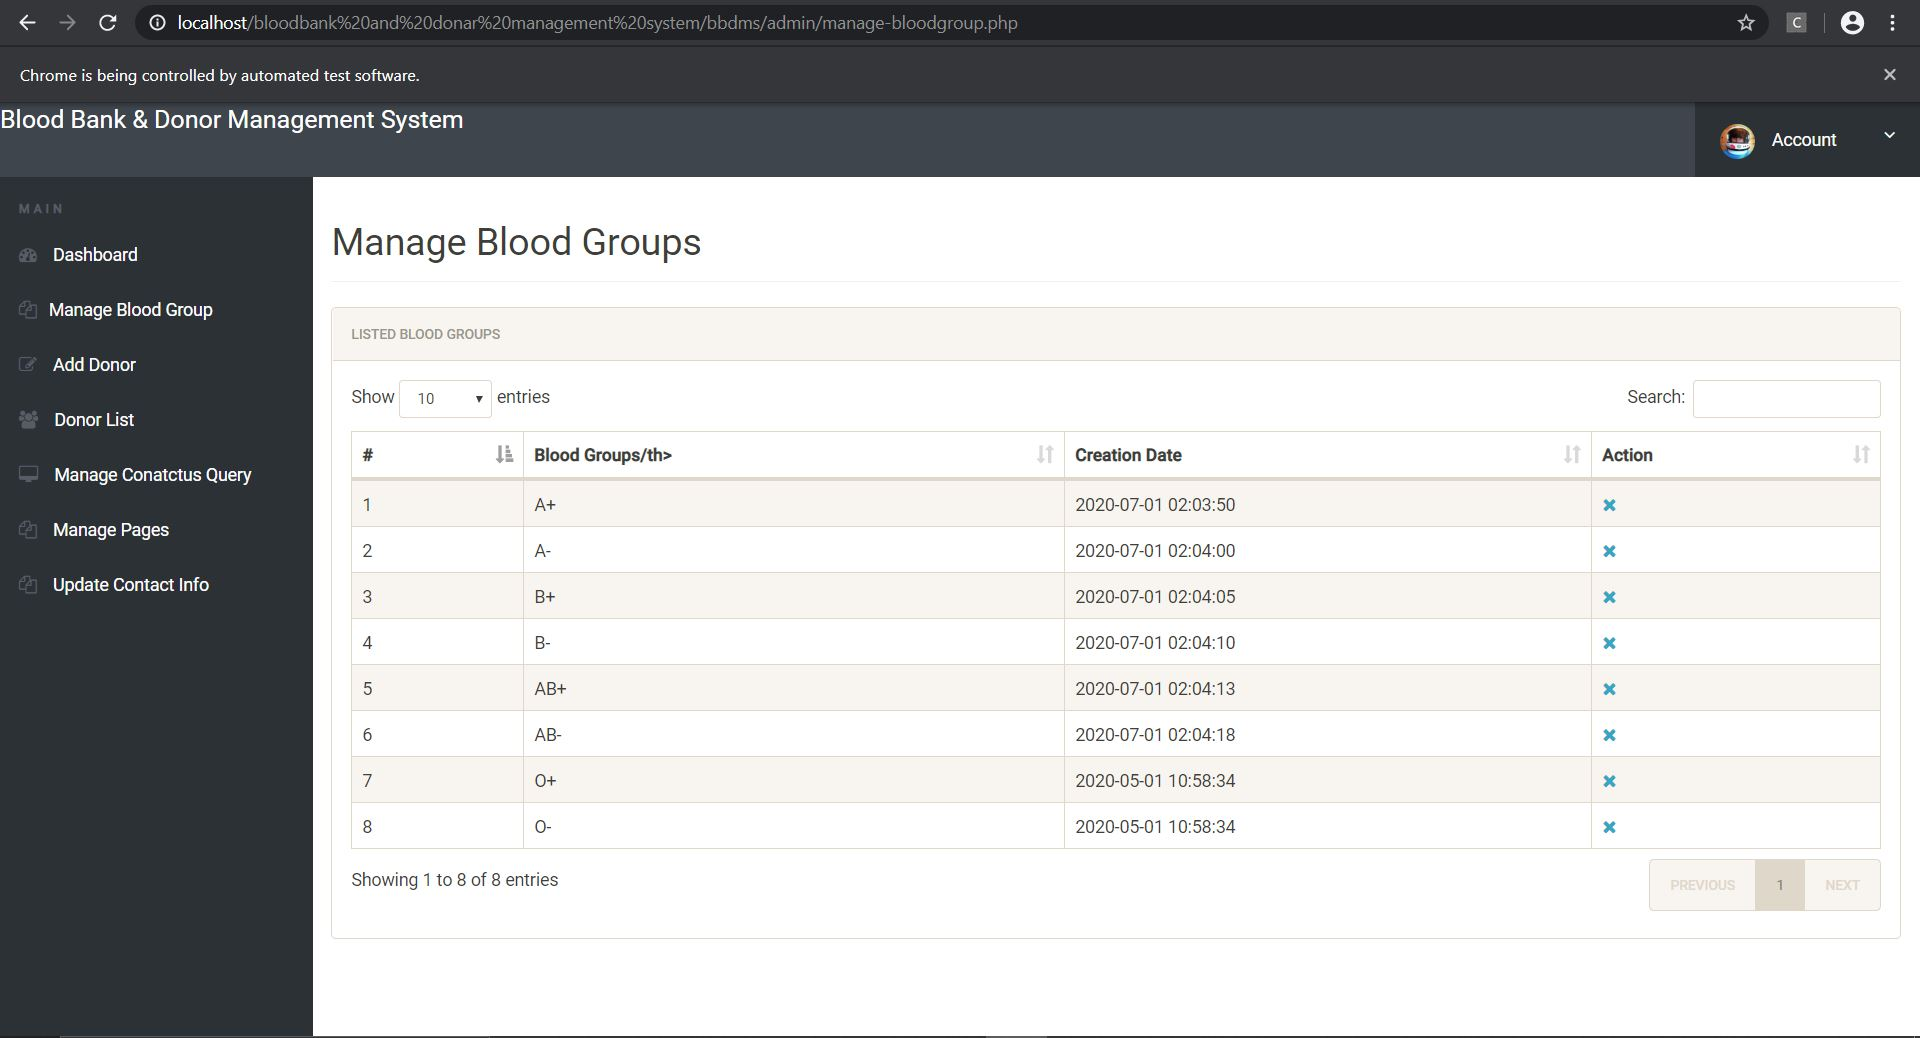 localhost/bloodbank%20and%20donar%20management%20system/bbdms/admin/manage-bloodgroup.php
C
Chrome is being controlled by automated test software.
Blood Bank & Donor Management System
Account
MAIN
Dashboard
Manage Blood Group
Add Donor
Donor List
Manage Conatctus Query
Manage Pages
Update Contact Info
Manage Blood Groups
LISTED BLOOD GROUPS
Show 10 entries
Search:
# Blood Groups/th> Creation Date Action
1 A+ 2020-07-01 02:03:50
2 A- 2020-07-01 02:04:00
3 B+ 2020-07-01 02:04:05
4 B- 2020-07-01 02:04:10
5 AB+ 2020-07-01 02:04:13
6 AB- 2020-07-01 02:04:18
7 O+ 2020-05-01 10:58:34
8 O- 2020-05-01 10:58:34
Showing 1 to 8 of 8 entries
PREVIOUS 1 NEXT